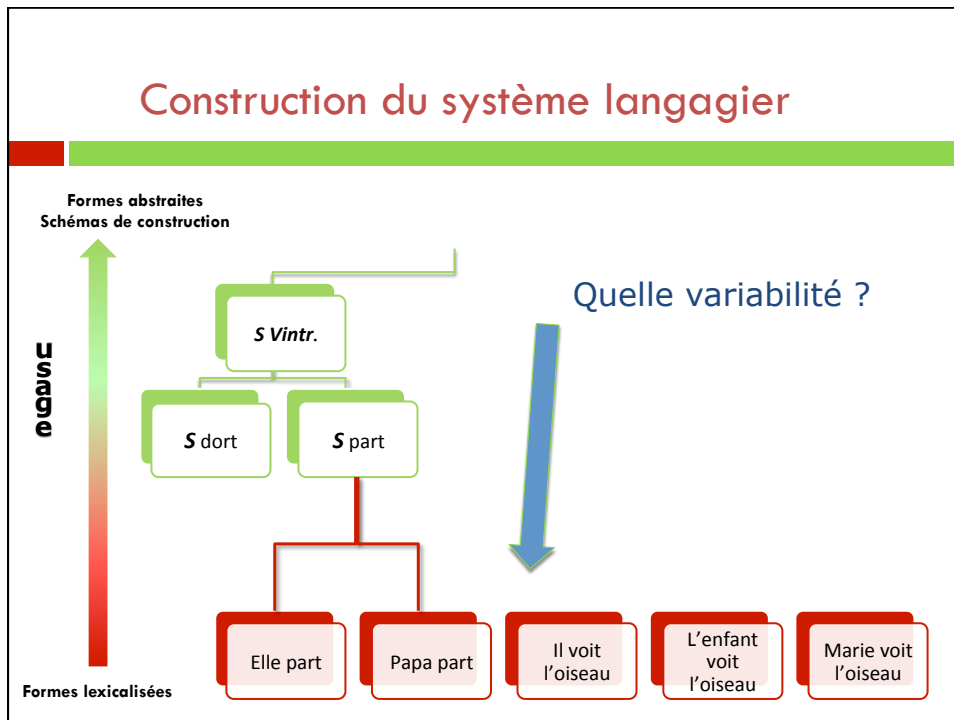 Construction du système langagier
Formes abstraites
Schémas de construction
Quelle variabilité ?
usage
S Vintr.
S dort
S part
Elle part
Papa part
Il voit
l'oiseau
L'enfant
voit
l'oiseau
Marie voit
l'oiseau
Formes lexicalisées